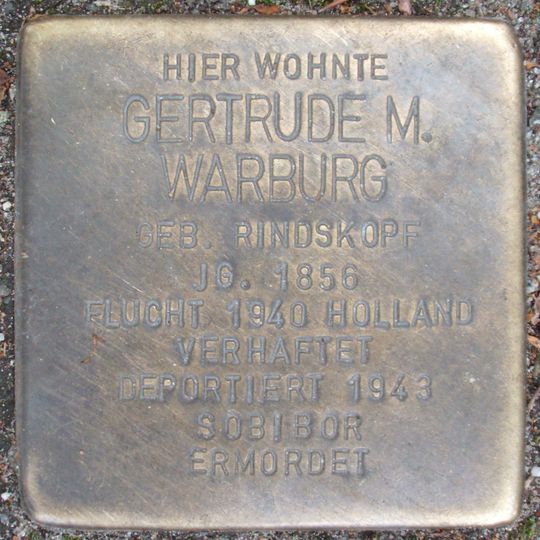 HIER WOHNTE
GERTRUDE M.
WARBURG
GEB. RINDSKOPF
JG. 1856
FLUCHT 1940 HOLLAND
VERHAFTET
DEPORTIERT 1943
SOBIBOR
ERMORDET